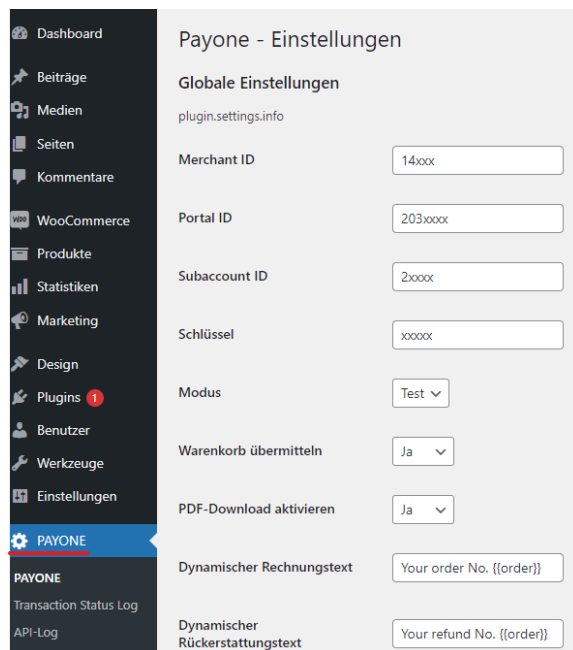 Dashboard
Beiträge
Medien
Seiten
Kommentare
WOO
WooCommerce
Produkte
Statistiken
Marketing
Design
Plugins 1
Benutzer
Werkzeuge
Einstellungen
PAYONE
PAYONE
Transaction Status Log
API-Log
Payone - Einstellungen
Globale Einstellungen
plugin.settings.info
Merchant ID 14xxx
Portal ID 203xxxx
Subaccount ID 2xxxx
Schlüssel xxxxx
Modus Test
Warenkorb übermitteln Ja
PDF-Download aktivieren Ja
Dynamischer Rechnungstext Your order No. {{order}}
Dynamischer
Rückerstattungstext Your refund No. {{order}}